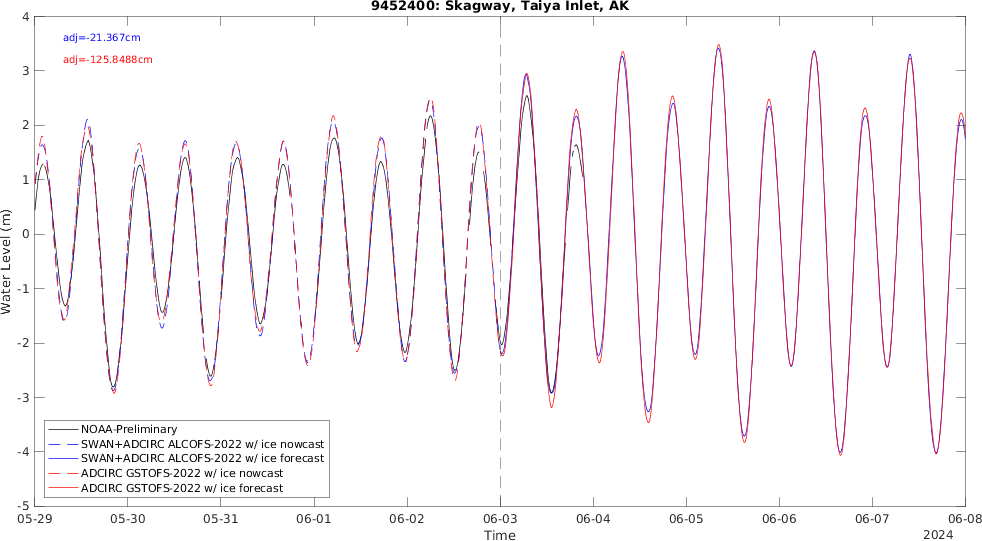 9452400: Skagway, Taiya Inlet, AK
adj=-21.367cm
adj=-125.8488cm
4
3
2
1
0
-1
-2
-3
-4
-5
Water Level (m)
NOAA-Preliminary
SWAN+ADCIRC ALCOFS-2022 w/ ice nowcast
SWAN+ADCIRC ALCOFS-2022 w/ ice forecast
ADCIRC GSTOFS-2022 w/ ice nowcast
ADCIRC GSTOFS-2022 w/ ice forecast
05-29 05-30 05-31 06-01 06-02 06-03 06-04 06-05 06-06 06-07 06-08
Time
2024